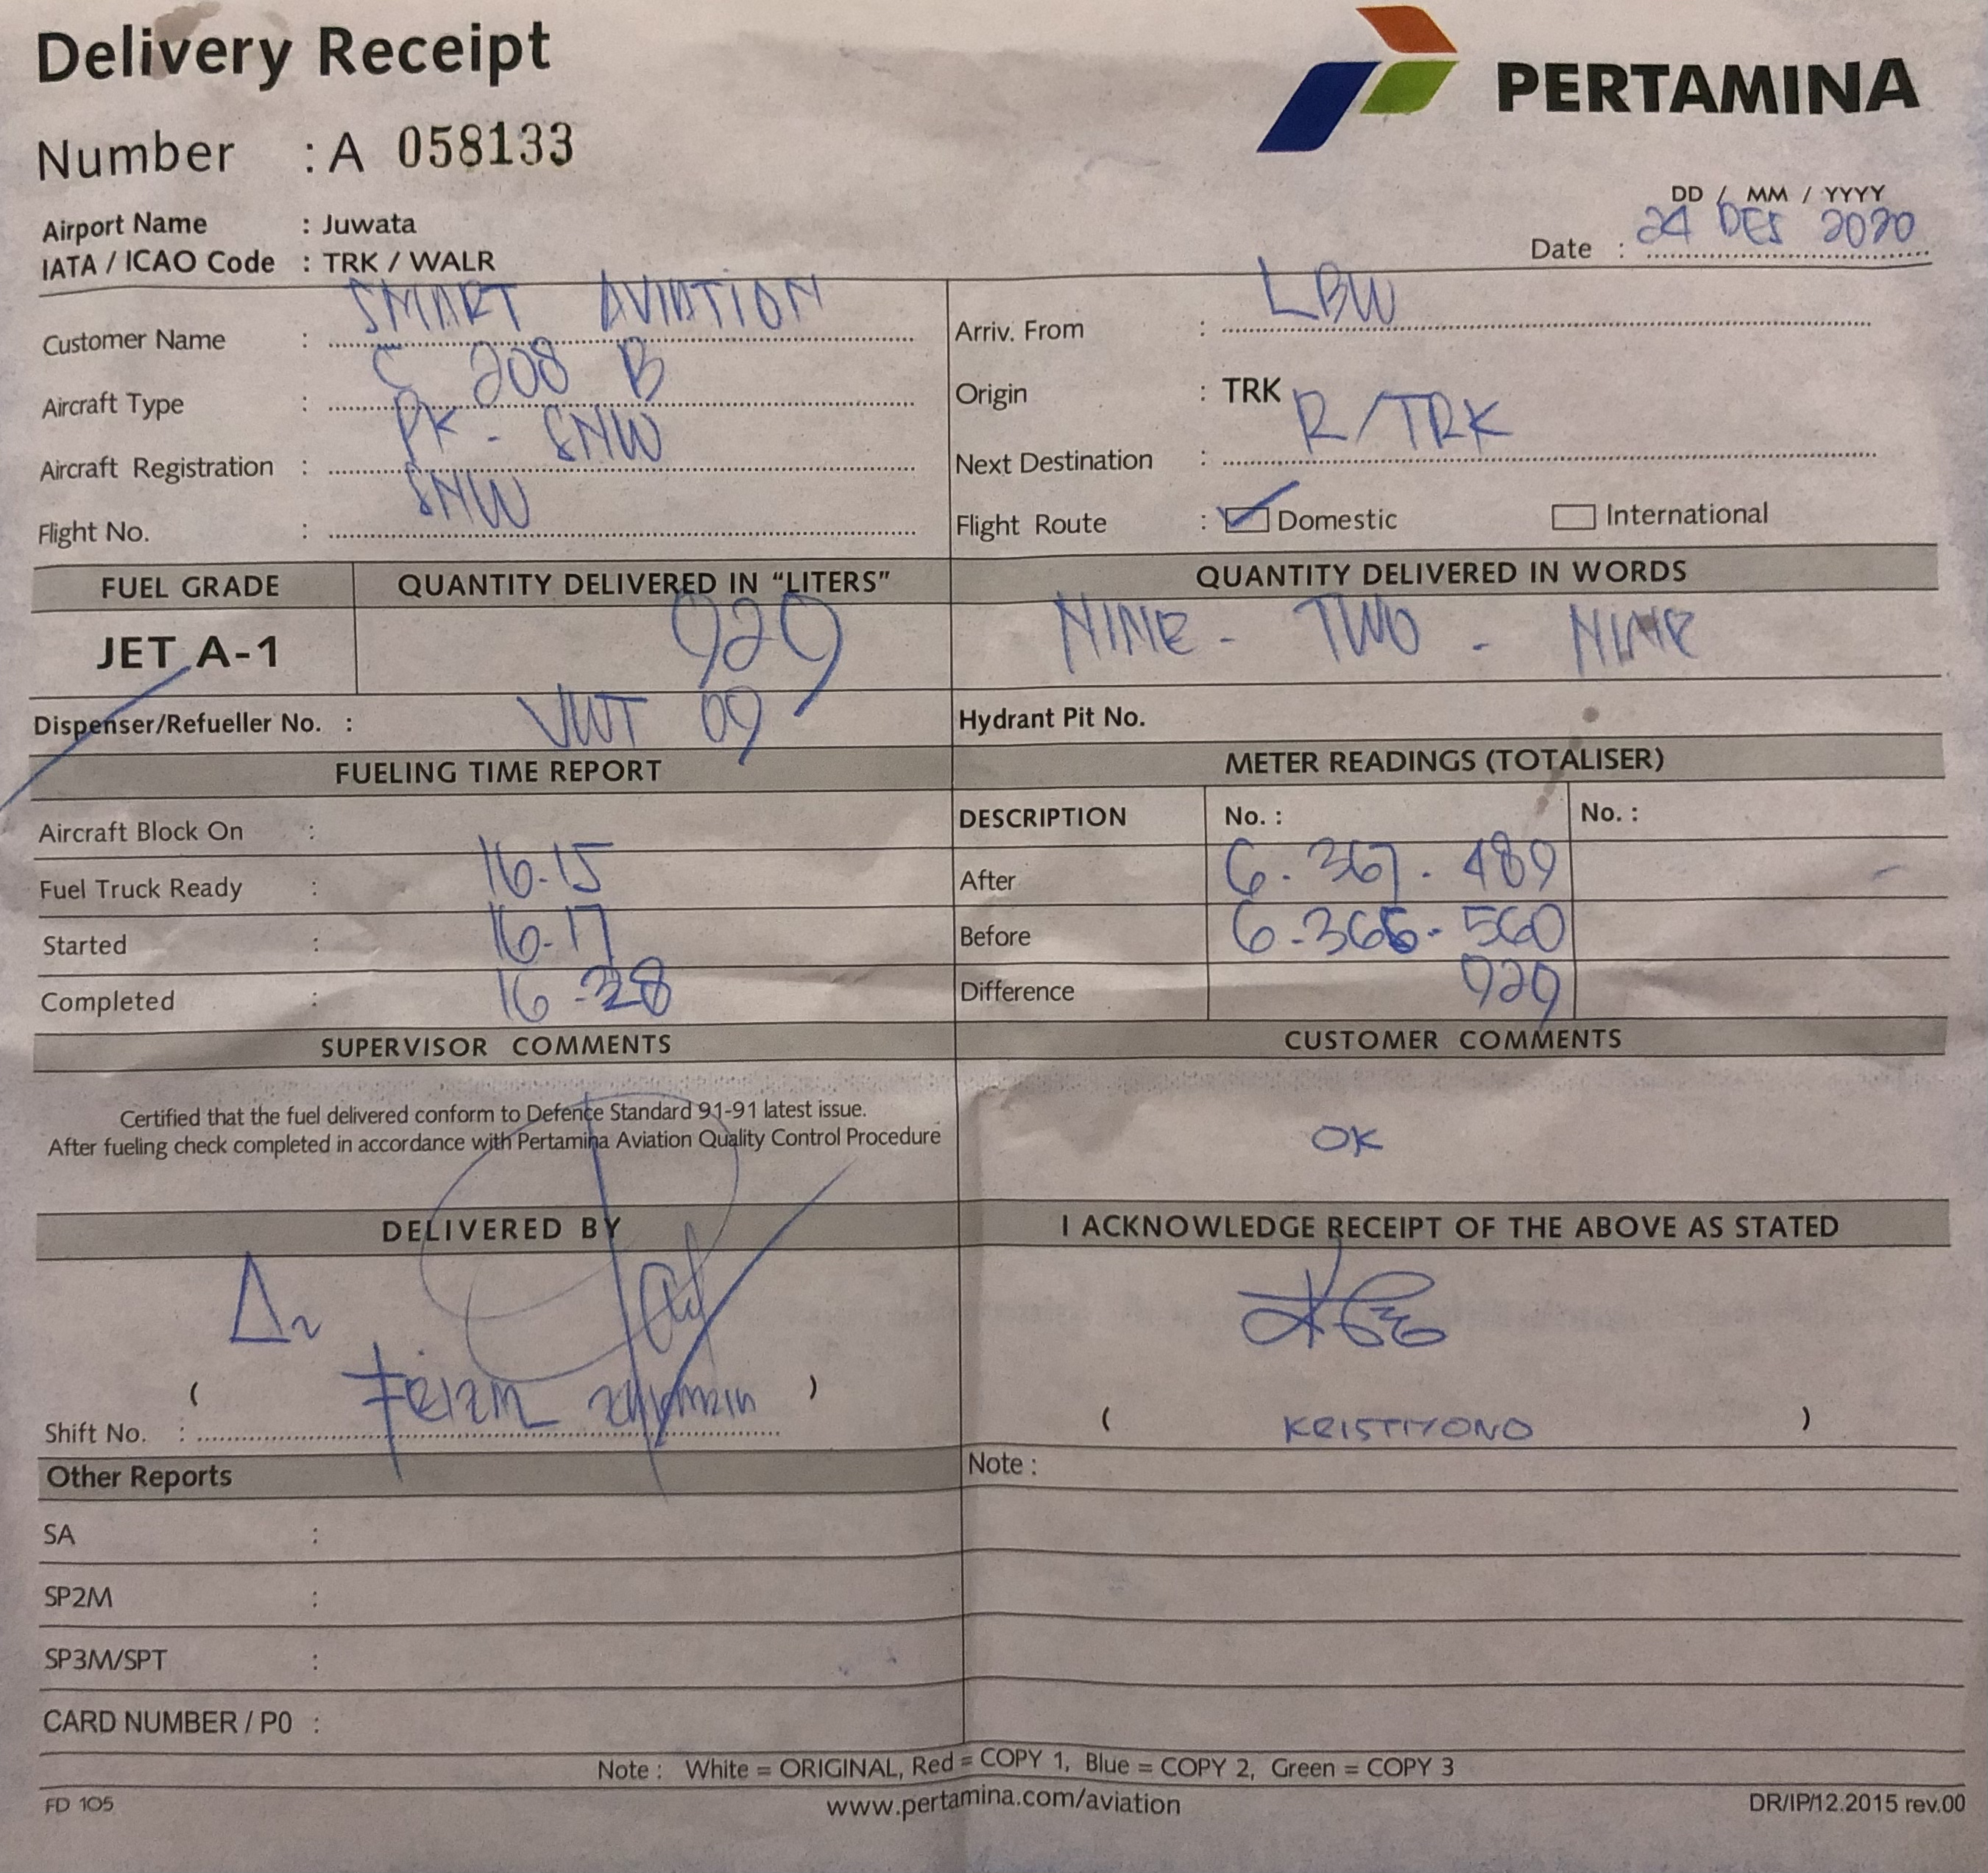 Delivery Receipt
PERTAMINA
Number : A 058133
DD / MM / YYYY
Airport Name : Juwata
Date : 24 DES 2020
IATA / ICAO Code : TRK / WALR
Customer Name : SMART AVIATION
Arriv. From : LBW
Aircraft Type : C 208 B
Origin : TRK
Aircraft Registration : PK - SNW
Next Destination : R/TRK
Flight No. : SNW
Flight Route : Domestic International
FUEL GRADE QUANTITY DELIVERED IN “LITERS” QUANTITY DELIVERED IN WORDS
JET A-1 929 NINE - TWO - NINE
Dispenser/Refueller No. : VWT 09 Hydrant Pit No.
FUELING TIME REPORT METER READINGS (TOTALISER)
Aircraft Block On : DESCRIPTION No. : No. :
Fuel Truck Ready : 16-15 After 6.367.489
Started : 16-17 Before 6.366.560
Completed : 16-28 Difference 929
SUPERVISOR COMMENTS CUSTOMER COMMENTS
Certified that the fuel delivered conform to Defence Standard 91-91 latest issue.
After fueling check completed in accordance with Pertamina Aviation Quality Control Procedure
OK
DELIVERED BY I ACKNOWLEDGE RECEIPT OF THE ABOVE AS STATED
( )
Shift No. :
( KRISTIYONO )
Other Reports Note :
SA :
SP2M :
SP3M/SPT :
CARD NUMBER / P0 :
Note : White = ORIGINAL, Red = COPY 1, Blue = COPY 2, Green = COPY 3
FD 105 www.pertamina.com/aviation DR/IP/12.2015 rev.00